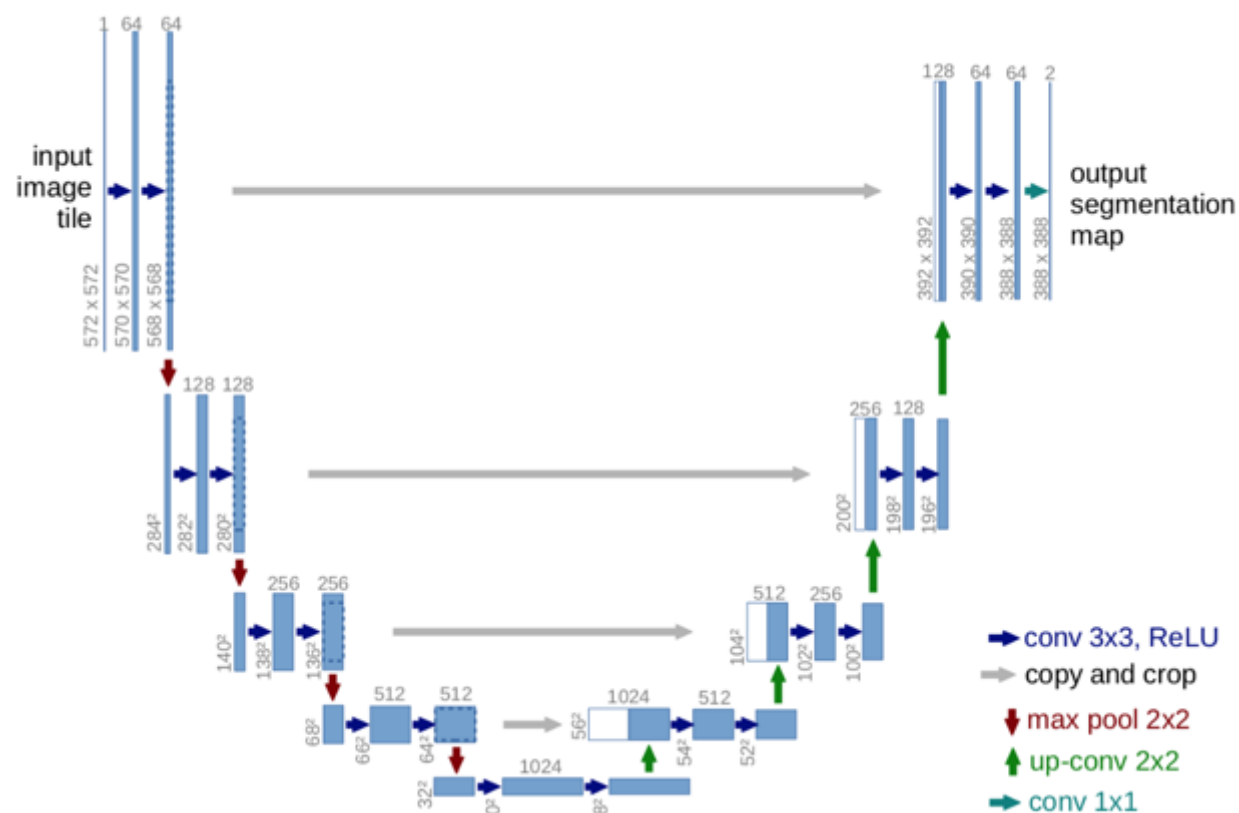 1 64 64
input
image
tile
572 x 572
570 x 570
568 x 568
128 64 64 2
output
segmentation
map
392 x 392
390 x 390
388 x 388
388 x 388
128 128
284²
282²
280²
256 128
200²
198²
196²
256 256
140²
138²
136²
512 256
104²
102²
100²
512 512
68²
66²
64²
1024 512
56²
54²
52²
1024
32²
conv 3x3, ReLU
copy and crop
max pool 2x2
up-conv 2x2
conv 1x1